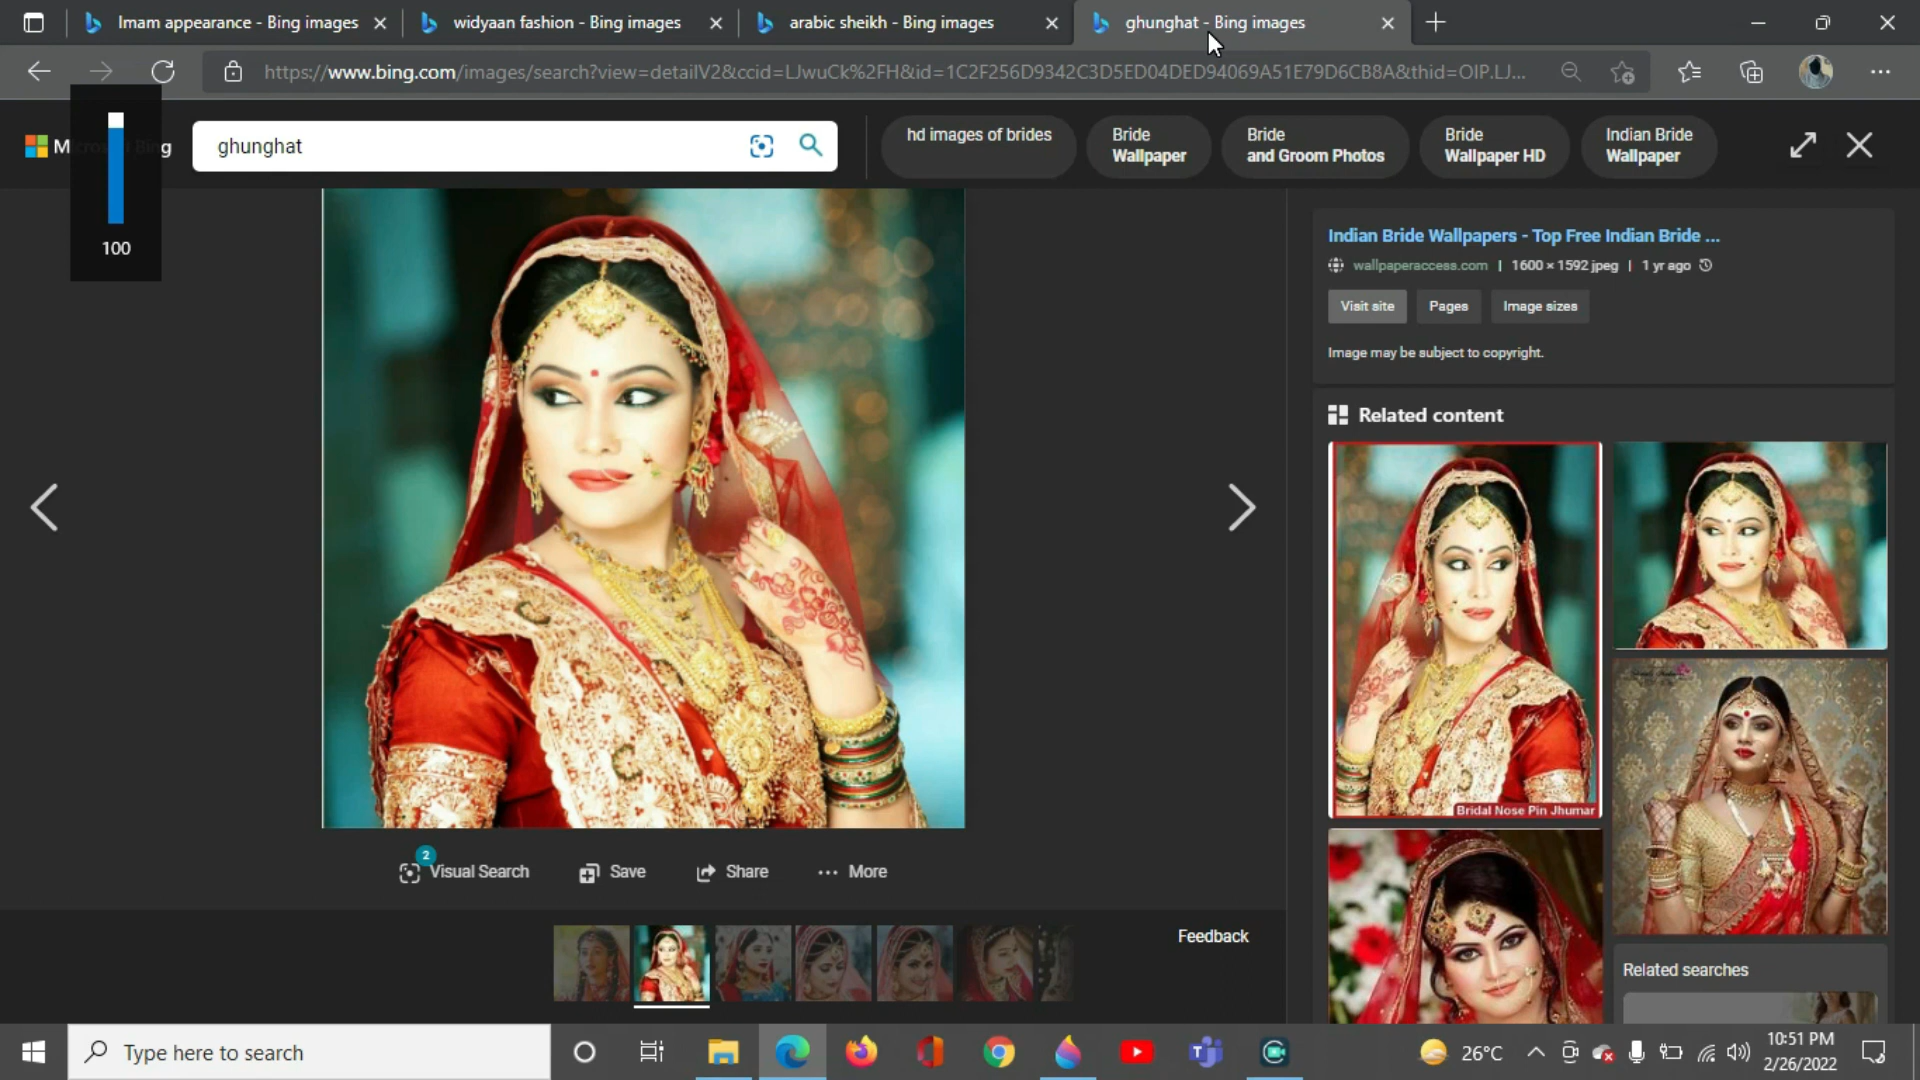 Imam appearance - Bing images
widyaan fashion - Bing images
arabic sheikh - Bing images
ghunghat - Bing images
https://www.bing.com/images/search?view=detailV2&ccid=LJwuCk%2FH&id=1C2F256D9342C3D5ED04DED94069A51E79D6CB8A&thid=OIP.LJ...
100
ghunghat
hd images of brides
Bride
Wallpaper
Bride
and Groom Photos
Bride
Wallpaper HD
Indian Bride
Wallpaper
Indian Bride Wallpapers - Top Free Indian Bride ...
wallpaperaccess.com | 1600 × 1592 jpeg | 1 yr ago
Visit site
Pages
Image sizes
Image may be subject to copyright.
Related content
Bridal Nose Pin Jhumar
2
Visual Search
Save
Share
More
Feedback
Related searches
Type here to search
26°C
10:51 PM
2/26/2022